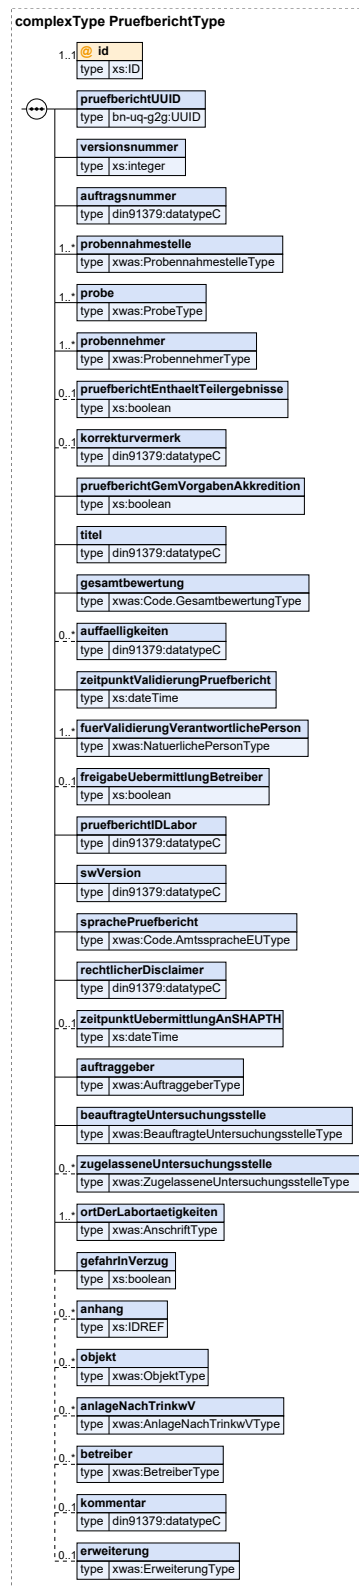 complexType PruefberichtType
1..1 @ id
type xs:ID
pruefberichtUUID
type bn-uq-g2g:UUID
versionsnummer
type xs:integer
auftragsnummer
type din91379:datatypeC
1..* probennahmestelle
type xwas:ProbennahmestelleType
1..* probe
type xwas:ProbeType
1..* probennehmer
type xwas:ProbennehmerType
0..1 pruefberichtEnthaeltTeilergebnisse
type xs:boolean
0..1 korrekturvermerk
type din91379:datatypeC
pruefberichtGemVorgabenAkkredition
type xs:boolean
titel
type din91379:datatypeC
gesamtbewertung
type xwas:Code.GesamtbewertungType
0..* auffaelligkeiten
type din91379:datatypeC
zeitpunktValidierungPruefbericht
type xs:dateTime
1..* fuerValidierungVerantwortlichePerson
type xwas:NatuerlichePersonType
0..1 freigabeUebermittlungBetreiber
type xs:boolean
pruefberichtIDLabor
type din91379:datatypeC
swVersion
type din91379:datatypeC
sprachePruefbericht
type xwas:Code.AmtsspracheEUType
rechtlicherDisclaimer
type din91379:datatypeC
0..1 zeitpunktUebermittlungAnSHAPTH
type xs:dateTime
auftraggeber
type xwas:AuftraggeberType
beauftragteUntersuchungsstelle
type xwas:BeauftragteUntersuchungsstelleType
0..* zugelasseneUntersuchungsstelle
type xwas:ZugelasseneUntersuchungsstelleType
1..* ortDerLabortaetigkeiten
type xwas:AnschriftType
gefahrInVerzug
type xs:boolean
0..* anhang
type xs:IDREF
0..* objekt
type xwas:ObjektType
0..* anlageNachTrinkwV
type xwas:AnlageNachTrinkwVType
0..* betreiber
type xwas:BetreiberType
0..1 kommentar
type din91379:datatypeC
0..1 erweiterung
type xwas:ErweiterungType